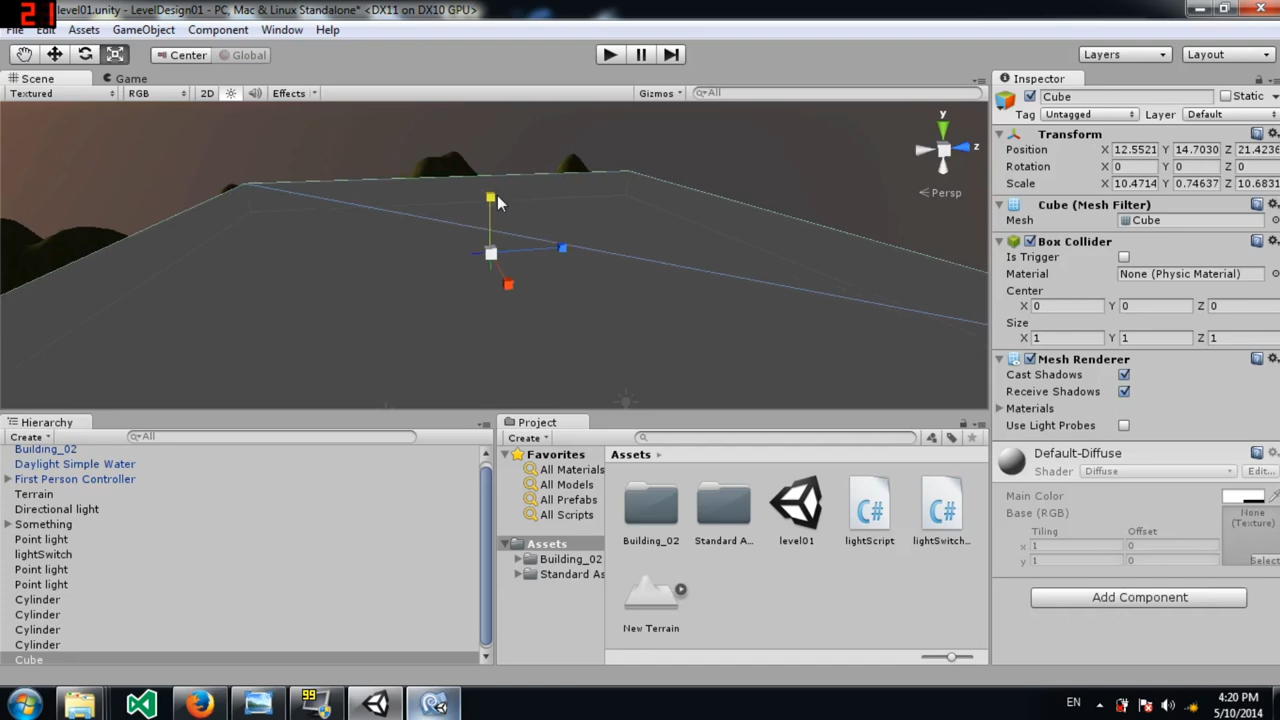 21
level01.unity - LevelDesign01 - PC, Mac & Linux Standalone* <DX11 on DX10 GPU>
File Edit Assets GameObject Component Window Help
Center Global Layers Layout
Scene Game Inspector
Textured RGB 2D Effects Gizmos All
Cube Static
Tag Untagged Layer Default
Transform
Position X 12.5521 Y 14.7030 Z 21.4236
Rotation X 0 Y 0 Z 0
Scale X 10.4714 Y 0.74637 Z 10.6831
Cube (Mesh Filter)
Mesh Cube
Box Collider
Is Trigger
Material None (Physic Material)
Center
X 0 Y 0 Z 0
Size
X 1 Y 1 Z 1
Mesh Renderer
Cast Shadows
Receive Shadows
Materials
Use Light Probes
Default-Diffuse
Shader Diffuse Edit...
Main Color
Base (RGB)
None
(Texture)
Tiling Offset
x 1 0
y 1 0
Select
Add Component
y
z
Persp
Hierarchy
Create All
Building_02
Daylight Simple Water
First Person Controller
Terrain
Directional light
Something
Point light
lightSwitch
Point light
Point light
Cylinder
Cylinder
Cylinder
Cylinder
Cube
Project
Create
Favorites
All Materials
All Models
All Prefabs
All Scripts
Assets
Building_02
Standard As
Assets
Building_02 Standard A... level01 lightScript lightSwitch...
New Terrain
99
EN
4:20 PM
5/10/2014